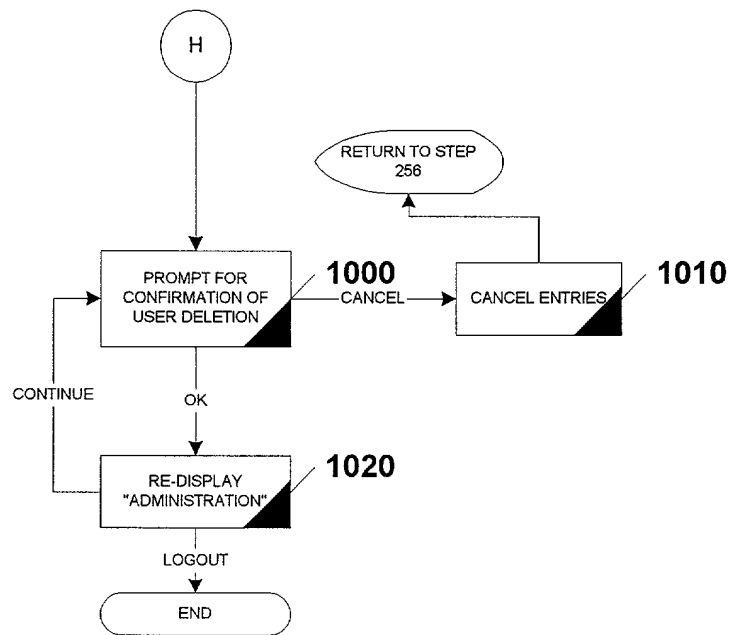 H
RETURN TO STEP
256
PROMPT FOR
CONFIRMATION OF
USER DELETION
1000
CANCEL
CANCEL ENTRIES
1010
CONTINUE
OK
RE-DISPLAY
"ADMINISTRATION"
1020
LOGOUT
END